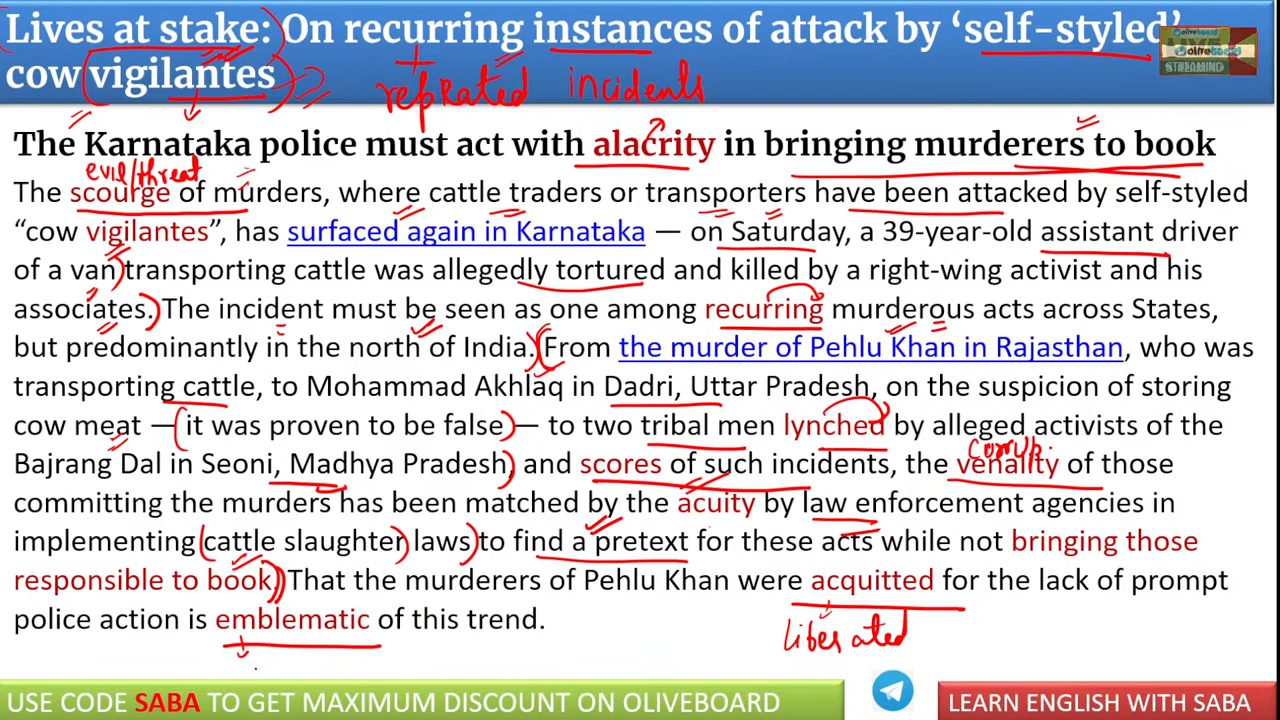 Lives at stake: On recurring instances of attack by ‘self-styled’
cow vigilantes
repeated incidents
oliveboard
LIVE
oliveboard
STREAMING
The Karnataka police must act with alacrity in bringing murderers to book
evil/threat
The scourge of murders, where cattle traders or transporters have been attacked by self-styled
“cow vigilantes”, has surfaced again in Karnataka — on Saturday, a 39-year-old assistant driver
of a van transporting cattle was allegedly tortured and killed by a right-wing activist and his
associates. The incident must be seen as one among recurring murderous acts across States,
but predominantly in the north of India. From the murder of Pehlu Khan in Rajasthan, who was
transporting cattle, to Mohammad Akhlaq in Dadri, Uttar Pradesh, on the suspicion of storing
cow meat — it was proven to be false — to two tribal men lynched by alleged activists of the
corrup.
Bajrang Dal in Seoni, Madhya Pradesh, and scores of such incidents, the venality of those
committing the murders has been matched by the acuity by law enforcement agencies in
implementing (cattle slaughter) laws) to find a pretext for these acts while not bringing those
responsible to book. That the murderers of Pehlu Khan were acquitted for the lack of prompt
police action is emblematic of this trend.
liberated
USE CODE SABA TO GET MAXIMUM DISCOUNT ON OLIVEBOARD
LEARN ENGLISH WITH SABA